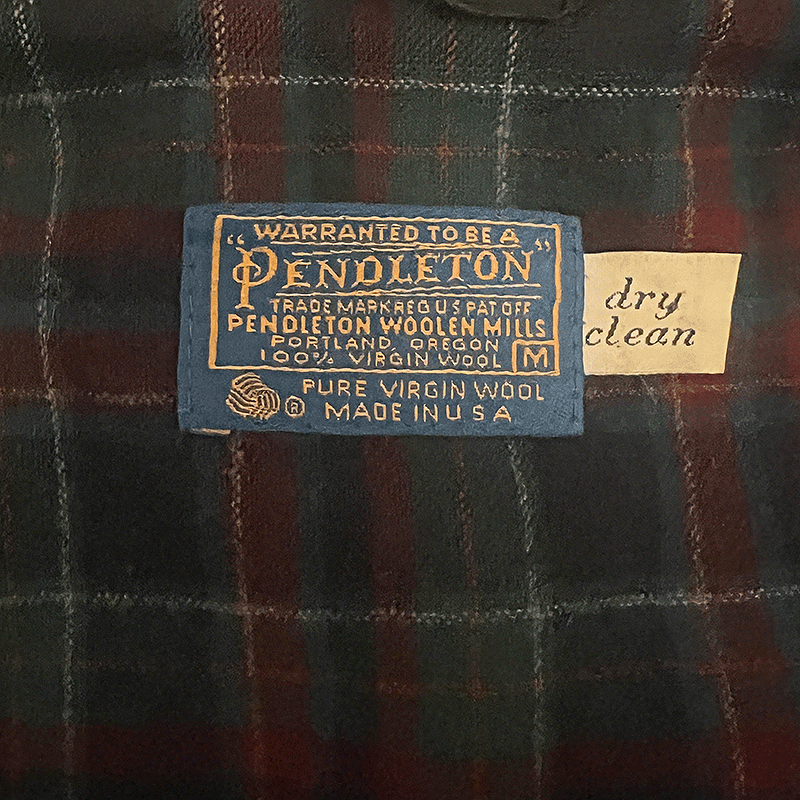 WARRANTED TO BE A
"PENDLETON"
TRADE MARK REG U S PAT OFF
PENDLETON WOOLEN MILLS
PORTLAND, OREGON
100% VIRGIN WOOL M
PURE VIRGIN WOOL
® MADE IN U S A
dry
clean